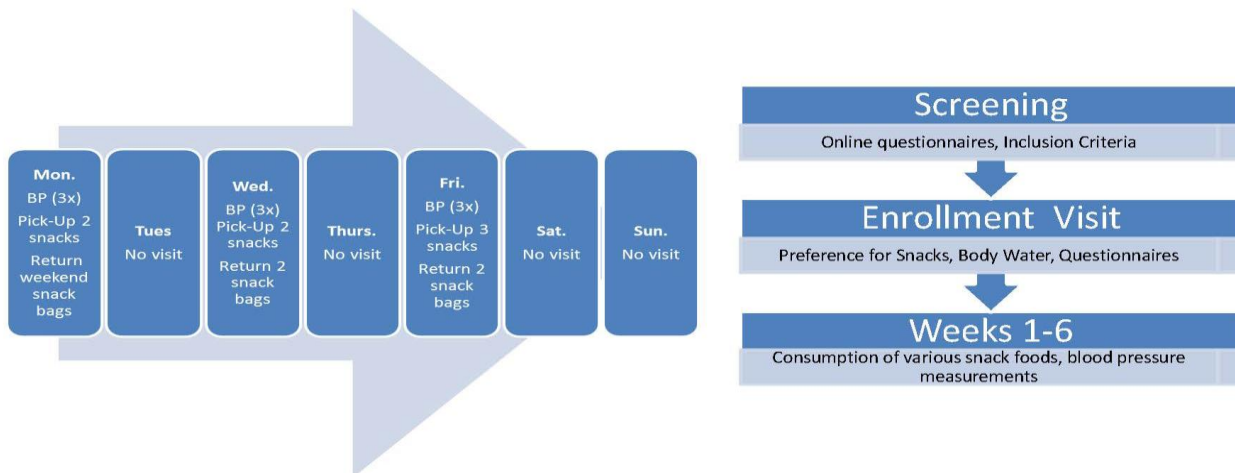 Mon.
BP (3x)
Pick-Up 2
snacks
Return
weekend
snack
bags
Tues
No visit
Wed.
BP (3x)
Pick-Up 2
snacks
Return 2
snack
bags
Thurs.
No visit
Fri.
BP (3x)
Pick-Up 3
snacks
Return 2
snack
bags
Sat.
No visit
Sun.
No visit
Screening
Online questionnaires, Inclusion Criteria
Enrollment Visit
Preference for Snacks, Body Water, Questionnaires
Weeks 1-6
Consumption of various snack foods, blood pressure
measurements